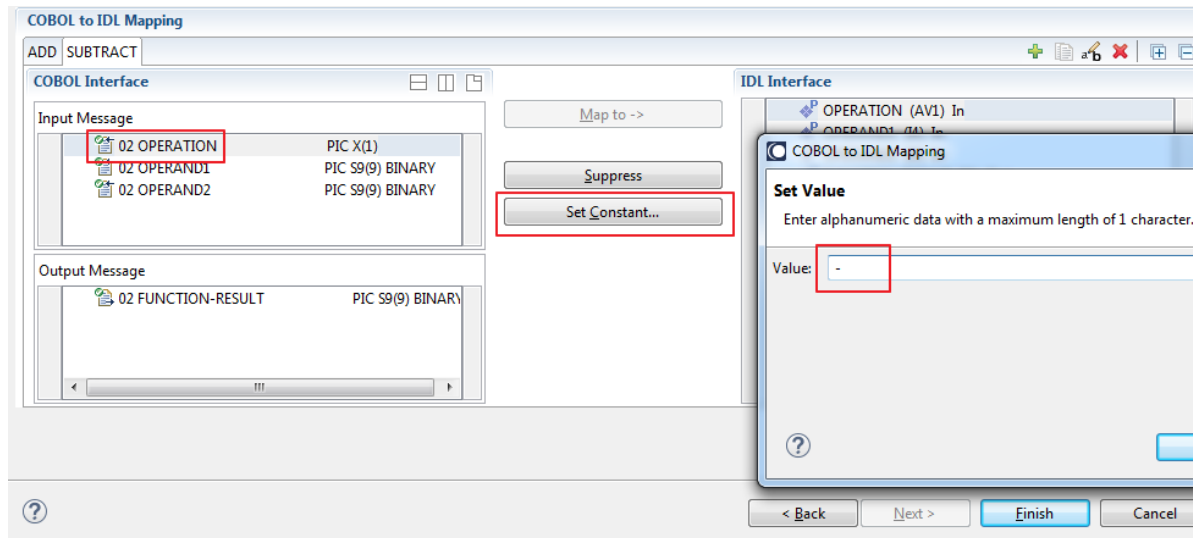 COBOL to IDL Mapping
ADD SUBTRACT
COBOL Interface
Input Message
02 OPERATION PIC X(1)
02 OPERAND1 PIC S9(9) BINARY
02 OPERAND2 PIC S9(9) BINARY
Output Message
02 FUNCTION-RESULT PIC S9(9) BINARY
Map to ->
Suppress
Set Constant...
IDL Interface
OPERATION (AV1) In
OPERAND1 (I4) In
COBOL to IDL Mapping
Set Value
Enter alphanumeric data with a maximum length of 1 character.
Value: -
< Back Next > Finish Cancel